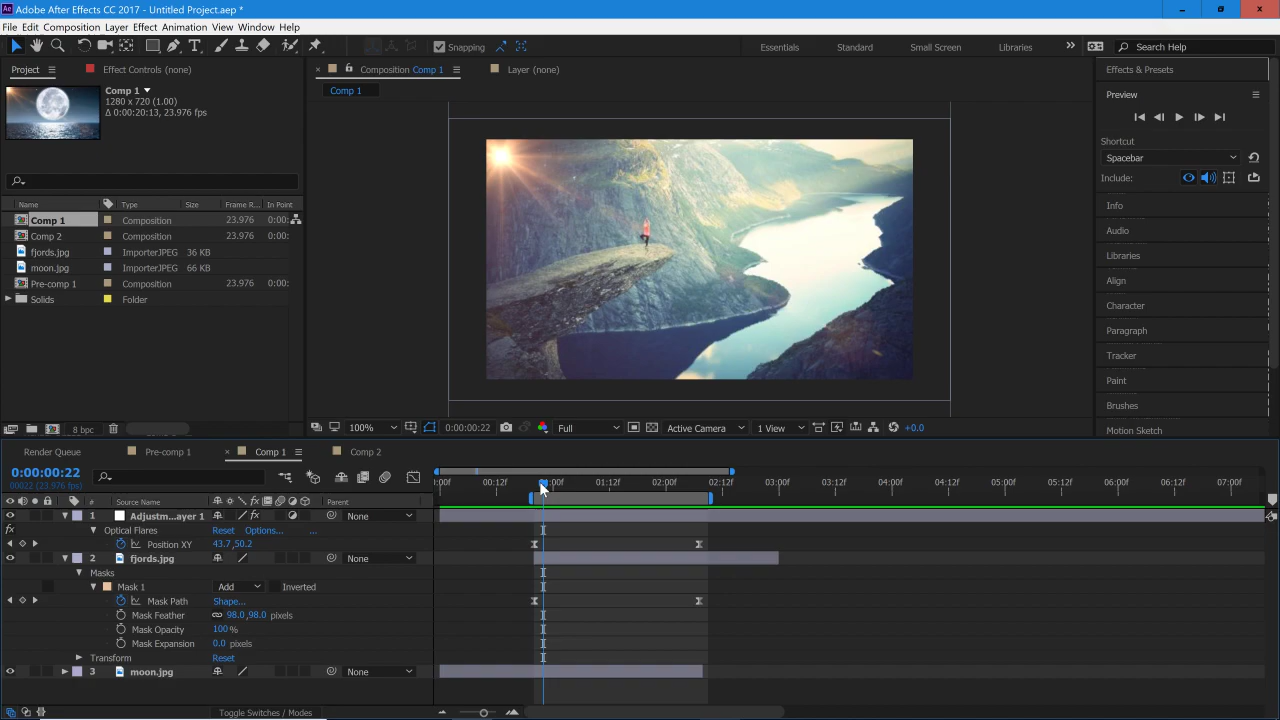 Ae Adobe After Effects CC 2017 - Untitled Project.aep *
File Edit Composition Layer Effect Animation View Window Help
Snapping Essentials Standard Small Screen Libraries Search Help
Project Effect Controls (none)
Composition Comp 1 Layer (none)
Effects & Presets
Comp 1
1280 x 720 (1.00)
Δ 0:00:20:13, 23.976 fps
Comp 1
Preview
Shortcut
Spacebar
Include:
Name Type Size Frame R... In Point
Comp 1 Composition 23.976 0:00:
Comp 2 Composition 23.976 0:00:
fjords.jpg ImporterJPEG 36 KB
moon.jpg ImporterJPEG 66 KB
Pre-comp 1 Composition 23.976 0:00:
Solids Folder
Info
Audio
Libraries
Align
Character
Paragraph
Tracker
Paint
Brushes
Motion Sketch
8 bpc
100% 0:00:00:22 Full Active Camera 1 View +0.0
Render Queue Pre-comp 1 Comp 1 Comp 2
0:00:00:22
00022 (23.976 fps)
:00f 00:12f 01:12f 02:00f 02:12f 03:00f 03:12f 04:00f 04:12f 05:00f 05:12f 06:00f 06:12f 07:00f
# Source Name Parent
1 Adjustm...ayer 1 None
Optical Flares Reset Options... ...
Position XY 43.7,50.2
2 fjords.jpg None
Masks
Mask 1 Add Inverted
Mask Path Shape...
Mask Feather 98.0,98.0 pixels
Mask Opacity 100 %
Mask Expansion 0.0 pixels
Transform Reset
3 moon.jpg None
Toggle Switches / Modes